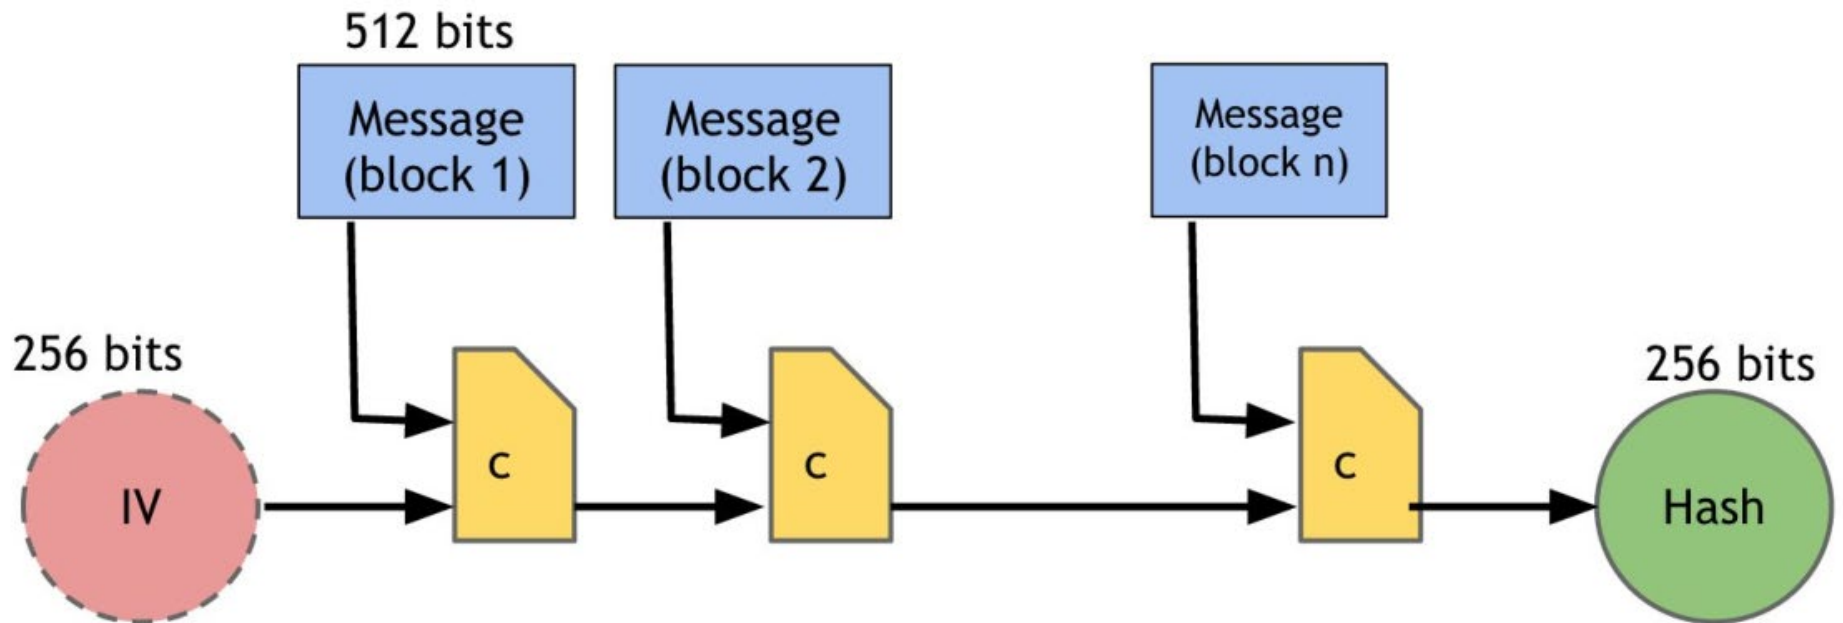 512 bits
Message
(block 1)
Message
(block 2)
Message
(block n)
256 bits
IV
c
c
c
256 bits
Hash